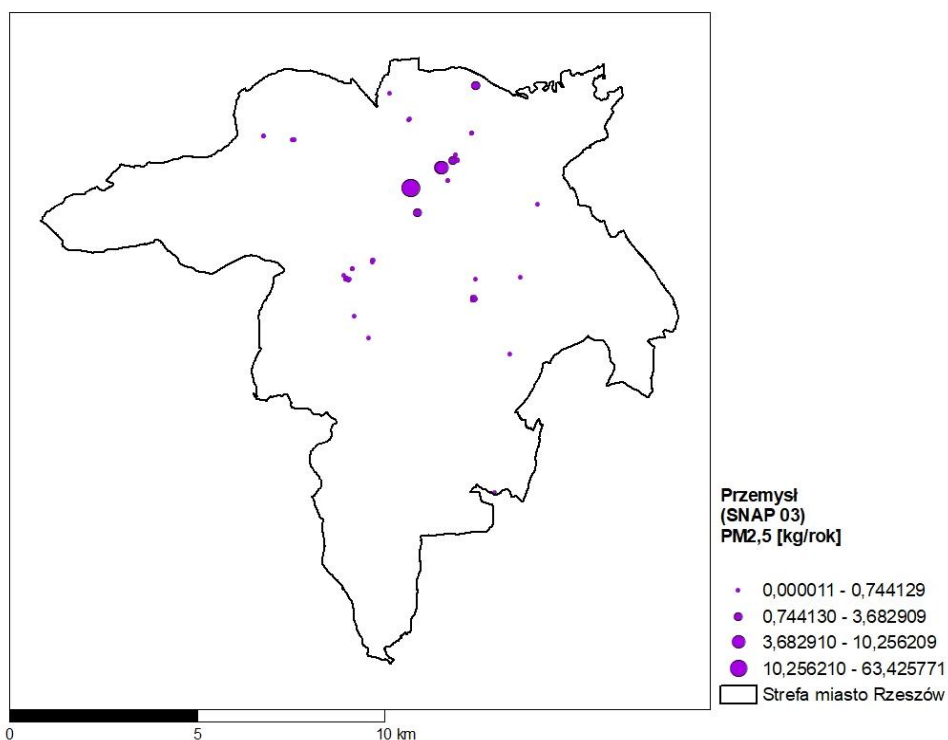 Przemysł
(SNAP 03)
PM2,5 [kg/rok]
0,000011 - 0,744129
0,744130 - 3,682909
3,682910 - 10,256209
10,256210 - 63,425771
Strefa miasto Rzeszów
0 5 10 km